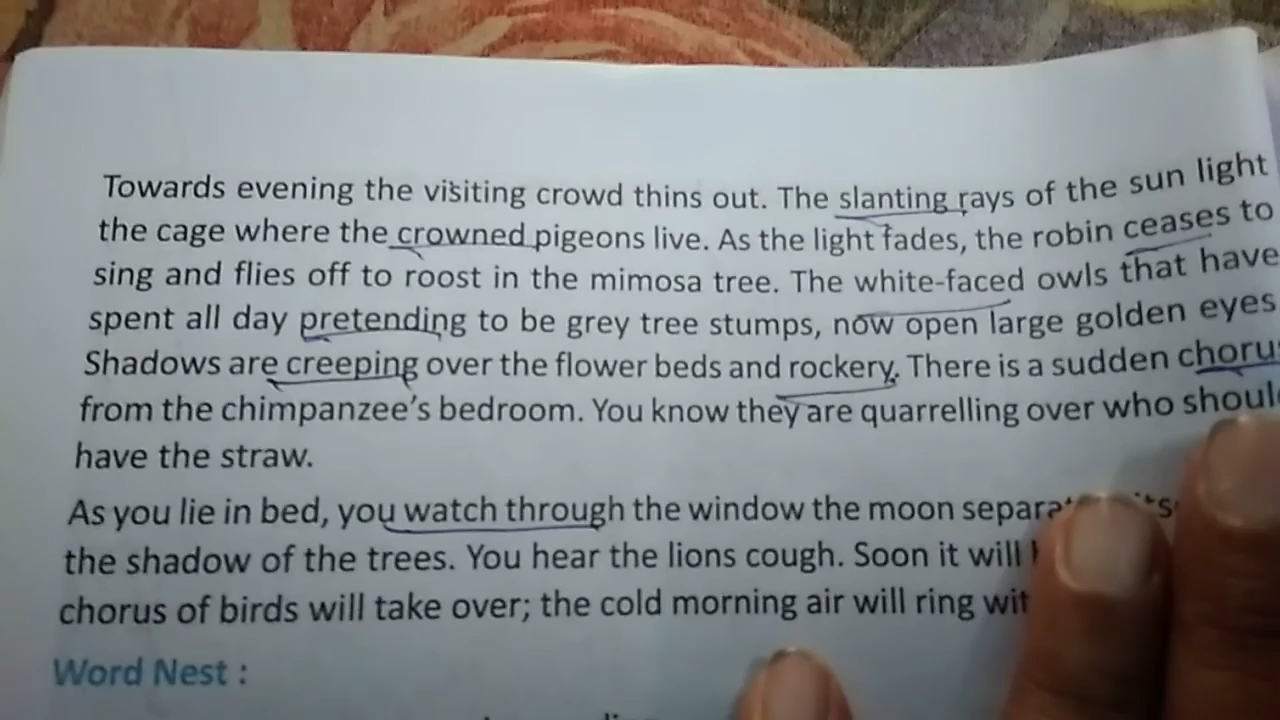 Towards evening the visiting crowd thins out. The slanting rays of the sun light
the cage where the crowned pigeons live. As the light fades, the robin ceases to
sing and flies off to roost in the mimosa tree. The white-faced owls that have
spent all day pretending to be grey tree stumps, now open large golden eyes.
Shadows are creeping over the flower beds and rockery. There is a sudden chorus
from the chimpanzee's bedroom. You know they are quarrelling over who should
have the straw.
As you lie in bed, you watch through the window the moon
the shadow of the trees. You hear the lions cough. Soon it will
chorus of birds will take over; the cold morning air will ring
Word Nest :